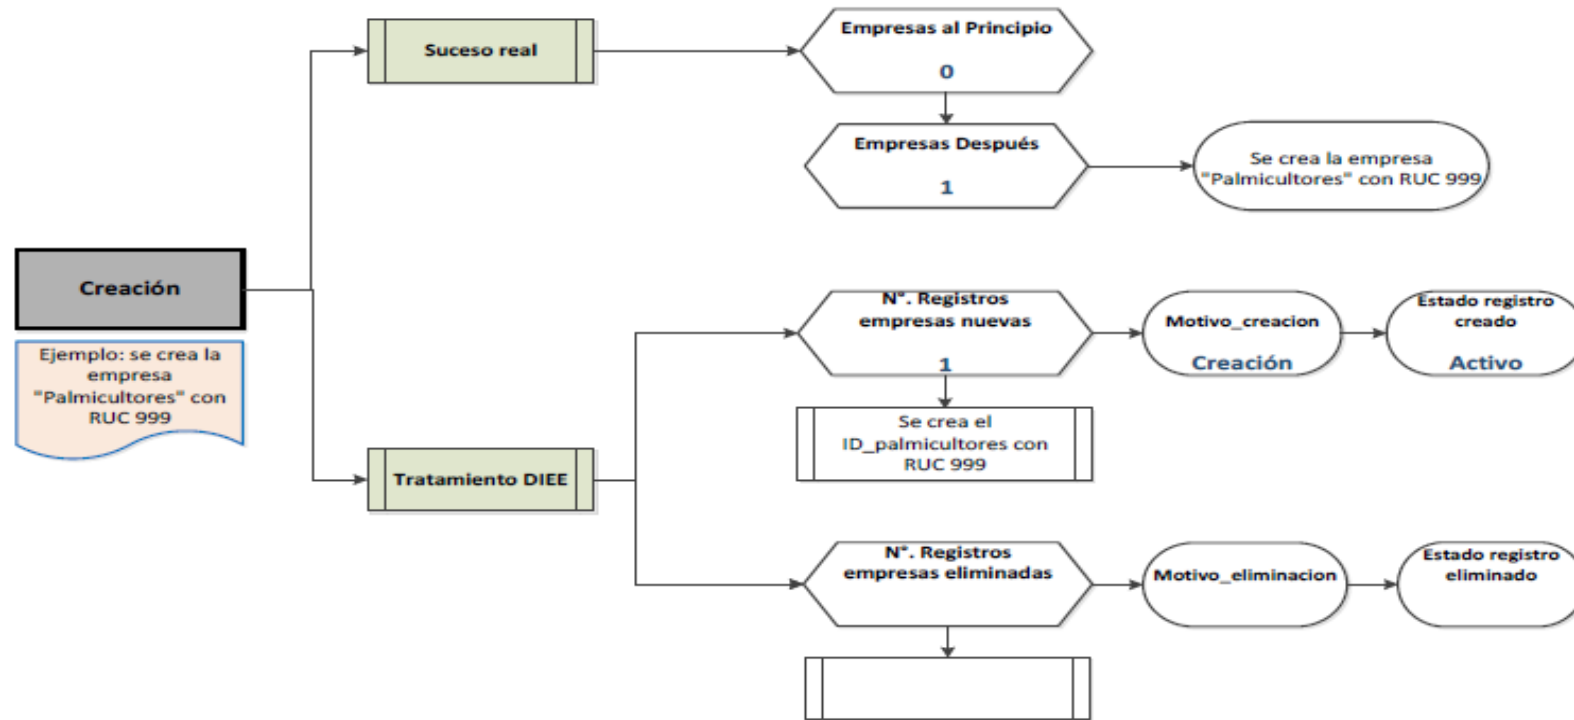 Suceso real
Empresas al Principio
0
Empresas Después
1
Se crea la empresa
"Palmicultores" con RUC 999
Creación
Ejemplo: se crea la
empresa
"Palmicultores" con
RUC 999
Tratamiento DIEE
N°. Registros
empresas nuevas
1
Motivo_creacion
Creación
Estado registro
creado
Activo
Se crea el
ID_palmicultores con
RUC 999
N°. Registros
empresas eliminadas
Motivo_eliminacion
Estado registro
eliminado